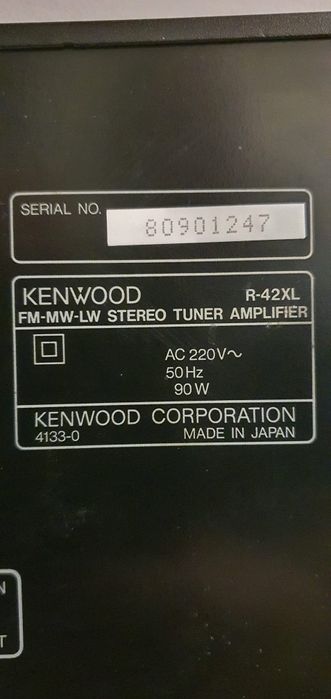 SERIAL NO. 80901247
KENWOOD R-42XL
FM-MW-LW STEREO TUNER AMPLIFIER
AC 220V~
50Hz
90W
KENWOOD CORPORATION
4133-0 MADE IN JAPAN
N
T